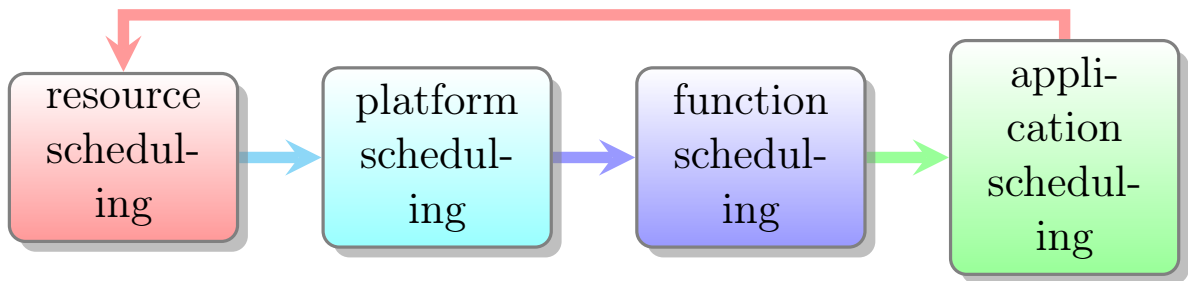 resource
schedul-
ing
platform
schedul-
ing
function
schedul-
ing
appli-
cation
schedul-
ing